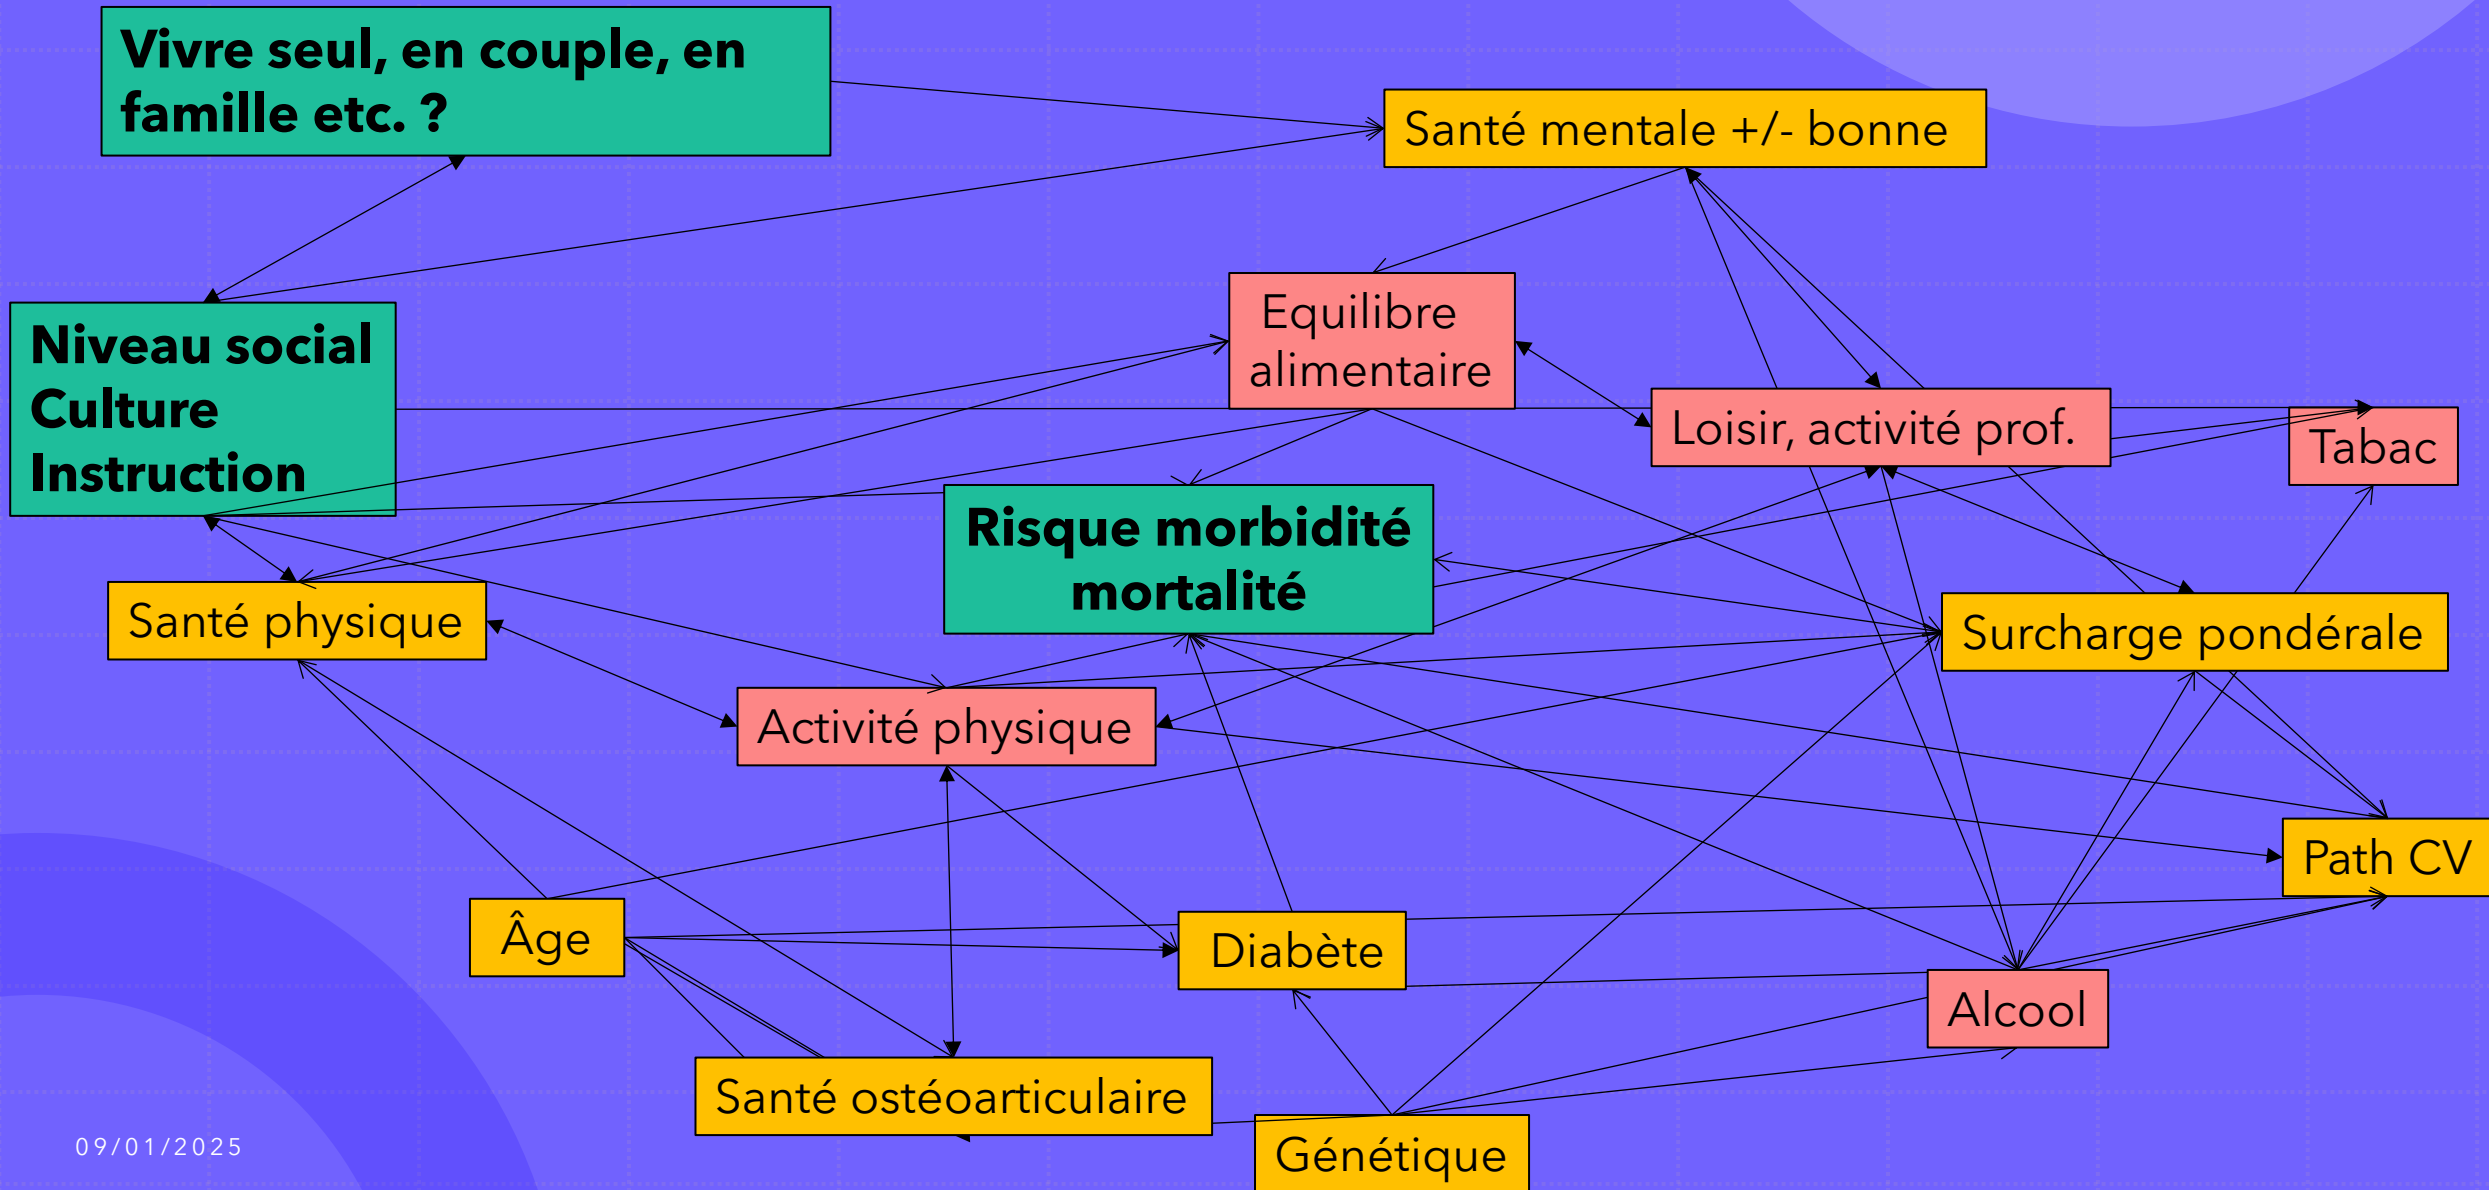 Vivre seul, en couple, en
famille etc. ?
Santé mentale +/- bonne
Equilibre
alimentaire
Niveau social
Culture
Instruction
Loisir, activité prof.
Tabac
Risque morbidité
mortalité
Santé physique
Surcharge pondérale
Activité physique
Path CV
Âge
Diabète
Alcool
Santé ostéoarticulaire
Génétique
09/01/2025